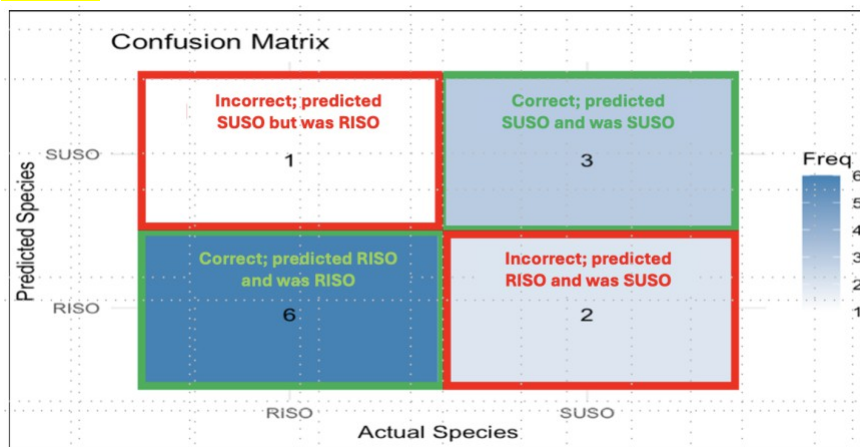 Confusion Matrix
Incorrect; predicted
SUSO but was RISO
1
Correct; predicted
SUSO and was SUSO
3
SUSO
Predicted Species
Correct; predicted RISO
and was RISO
6
Incorrect; predicted
RISO and was SUSO
2
RISO
RISO
SUSO
Actual Species
Freq
6
5
4
3
2
1